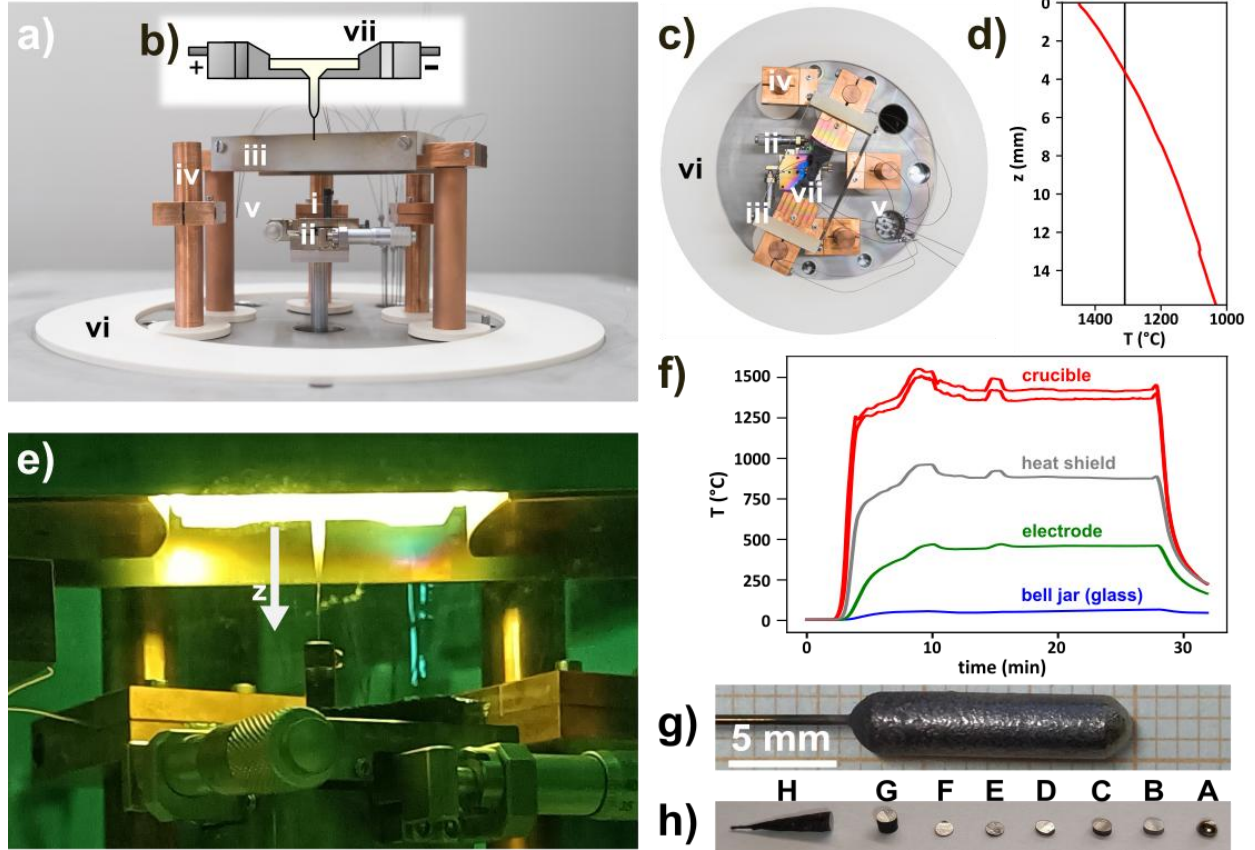 a)
b)
vii
+
-
iii
iv
i
v
ii
vi
c)
iv
ii
vi
vii
v
iii
d)
0
2
4
6
8
10
12
14
z (mm)
1400
1200
1000
T (°C)
e)
z
f)
1500
1250
1000
750
500
250
0
T (°C)
crucible
heat shield
electrode
bell jar (glass)
0
10
20
30
time (min)
g)
5 mm
H G F E D C B A
h)